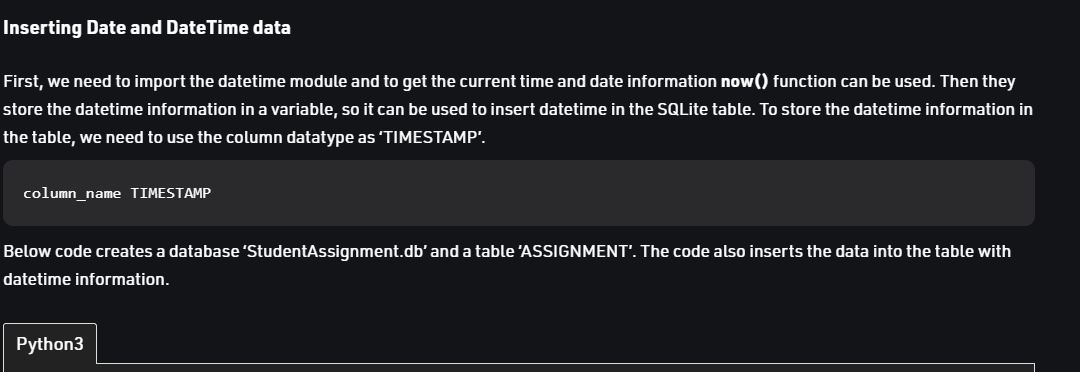 Inserting Date and DateTime data
First, we need to import the datetime module and to get the current time and date information now() function can be used. Then they
store the datetime information in a variable, so it can be used to insert datetime in the SQLite table. To store the datetime information in
the table, we need to use the column datatype as ‘TIMESTAMP’.
column_name TIMESTAMP
Below code creates a database ‘StudentAssignment.db’ and a table ‘ASSIGNMENT’. The code also inserts the data into the table with
datetime information.
Python3